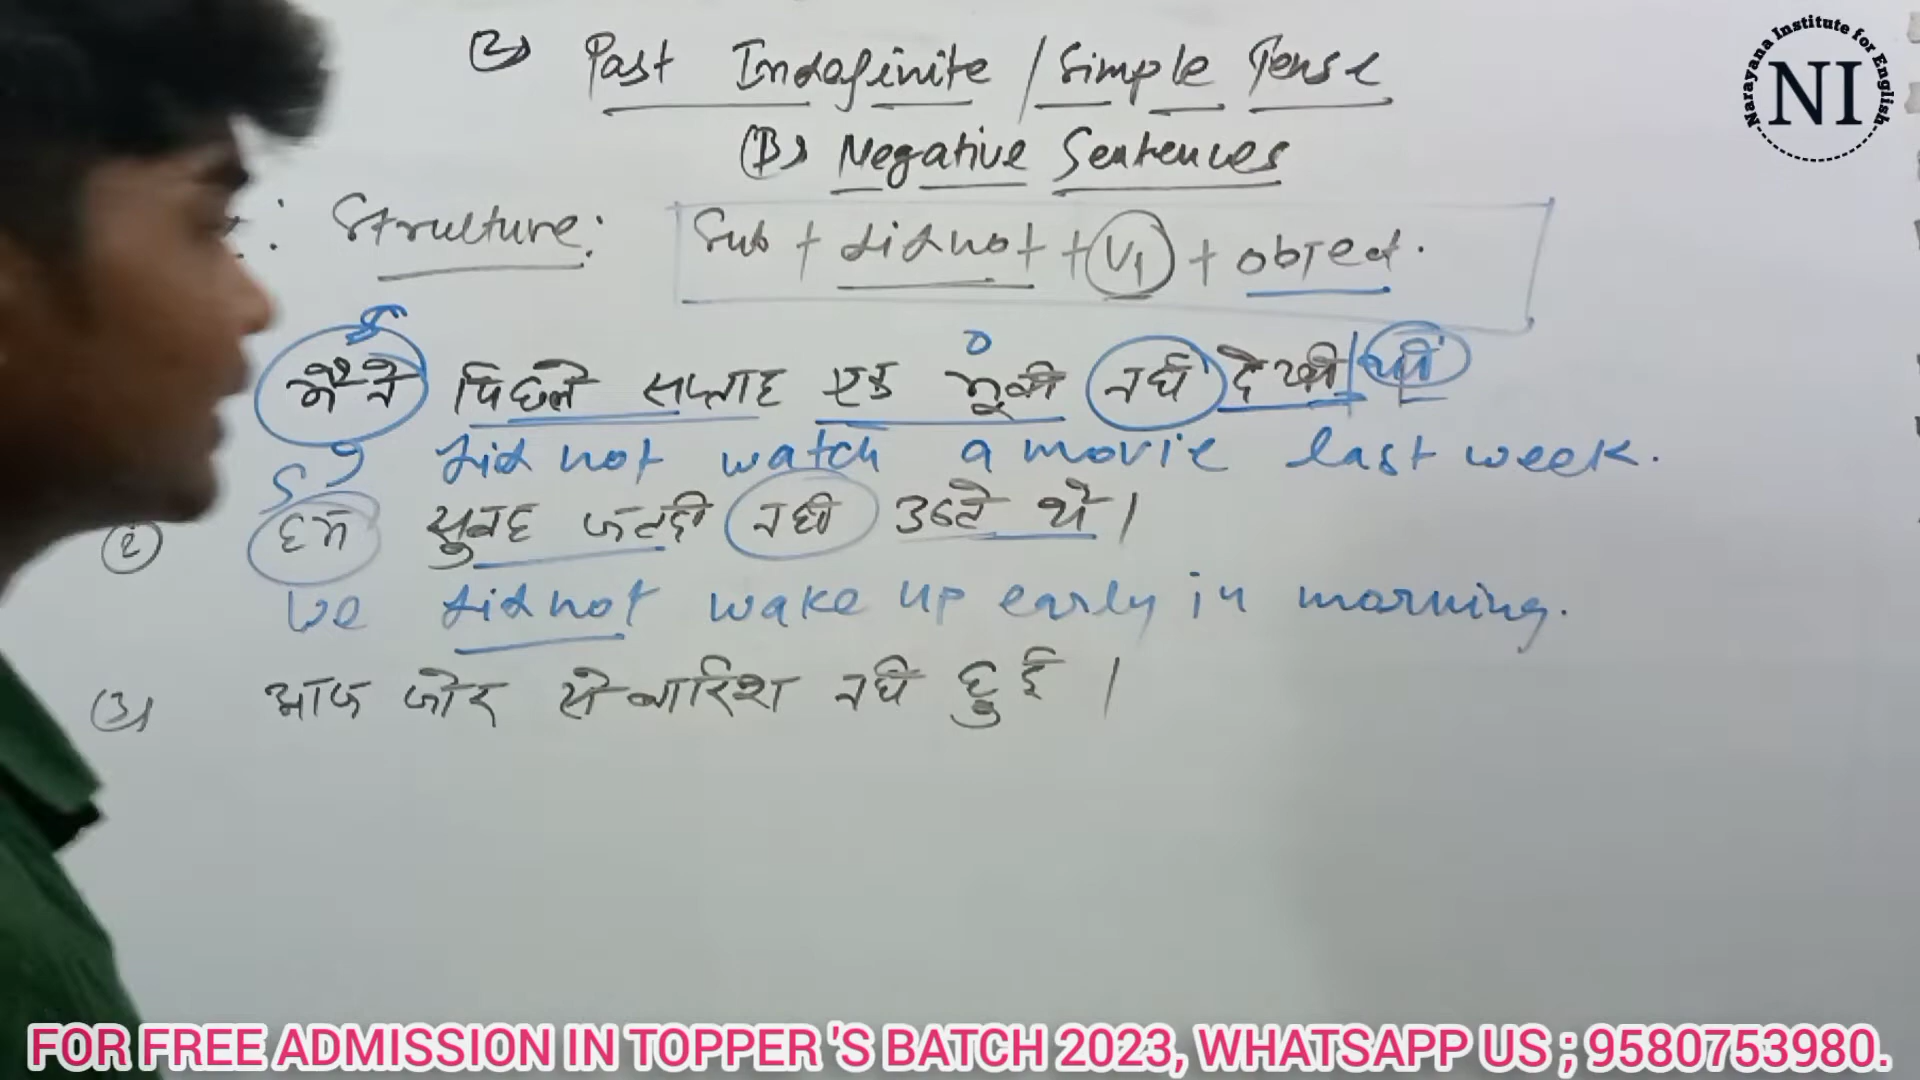 (2) Past Indefinite / Simple Tense
(B) Negative Sentences
Structure: Sub + did not + V1 + object.
S
O
मैंने पिछले सप्ताह एक मूवी नहीं देखी / थी
I did not watch a movie last week.
S
(2) हम सुबह जल्दी नहीं उठते थे।
We did not wake up early in morning.
(3) आज जोर से बारिश नहीं हुई।
Narayana Institute for English
NI
FOR FREE ADMISSION IN TOPPER 'S BATCH 2023, WHATSAPP US ; 9580753980.